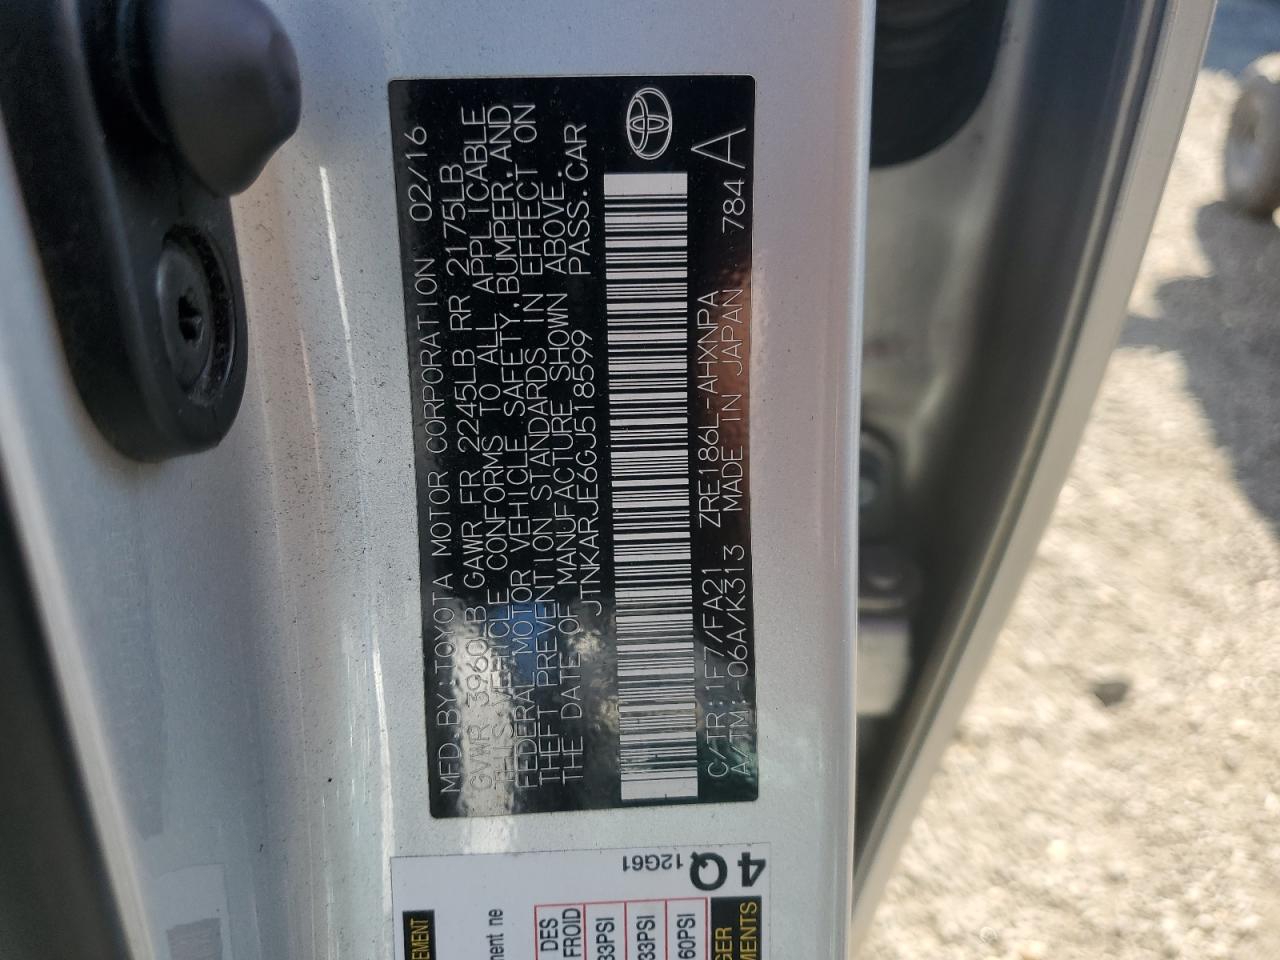 MFD.BY:TOYOTA MOTOR CORPORATION 02/16
GVWR 3960LB GAWR FR 2245LB RR 2175LB
THIS VEHICLE CONFORMS TO ALL APPLICABLE
FEDERAL MOTOR VEHICLE SAFETY,BUMPER,AND
THEFT PREVENTION STANDARDS IN EFFECT ON
THE DATE OF MANUFACTURE SHOWN ABOVE.
JTNKARJE6GJ518599 PASS.CAR
C/TR:1F7/FA21 ZRE186L-AHXNPA
A/TM:-06A/K313 MADE IN JAPAN 784 A
4Q
12G61
DES
FROID
33PSI
33PSI
60PSI